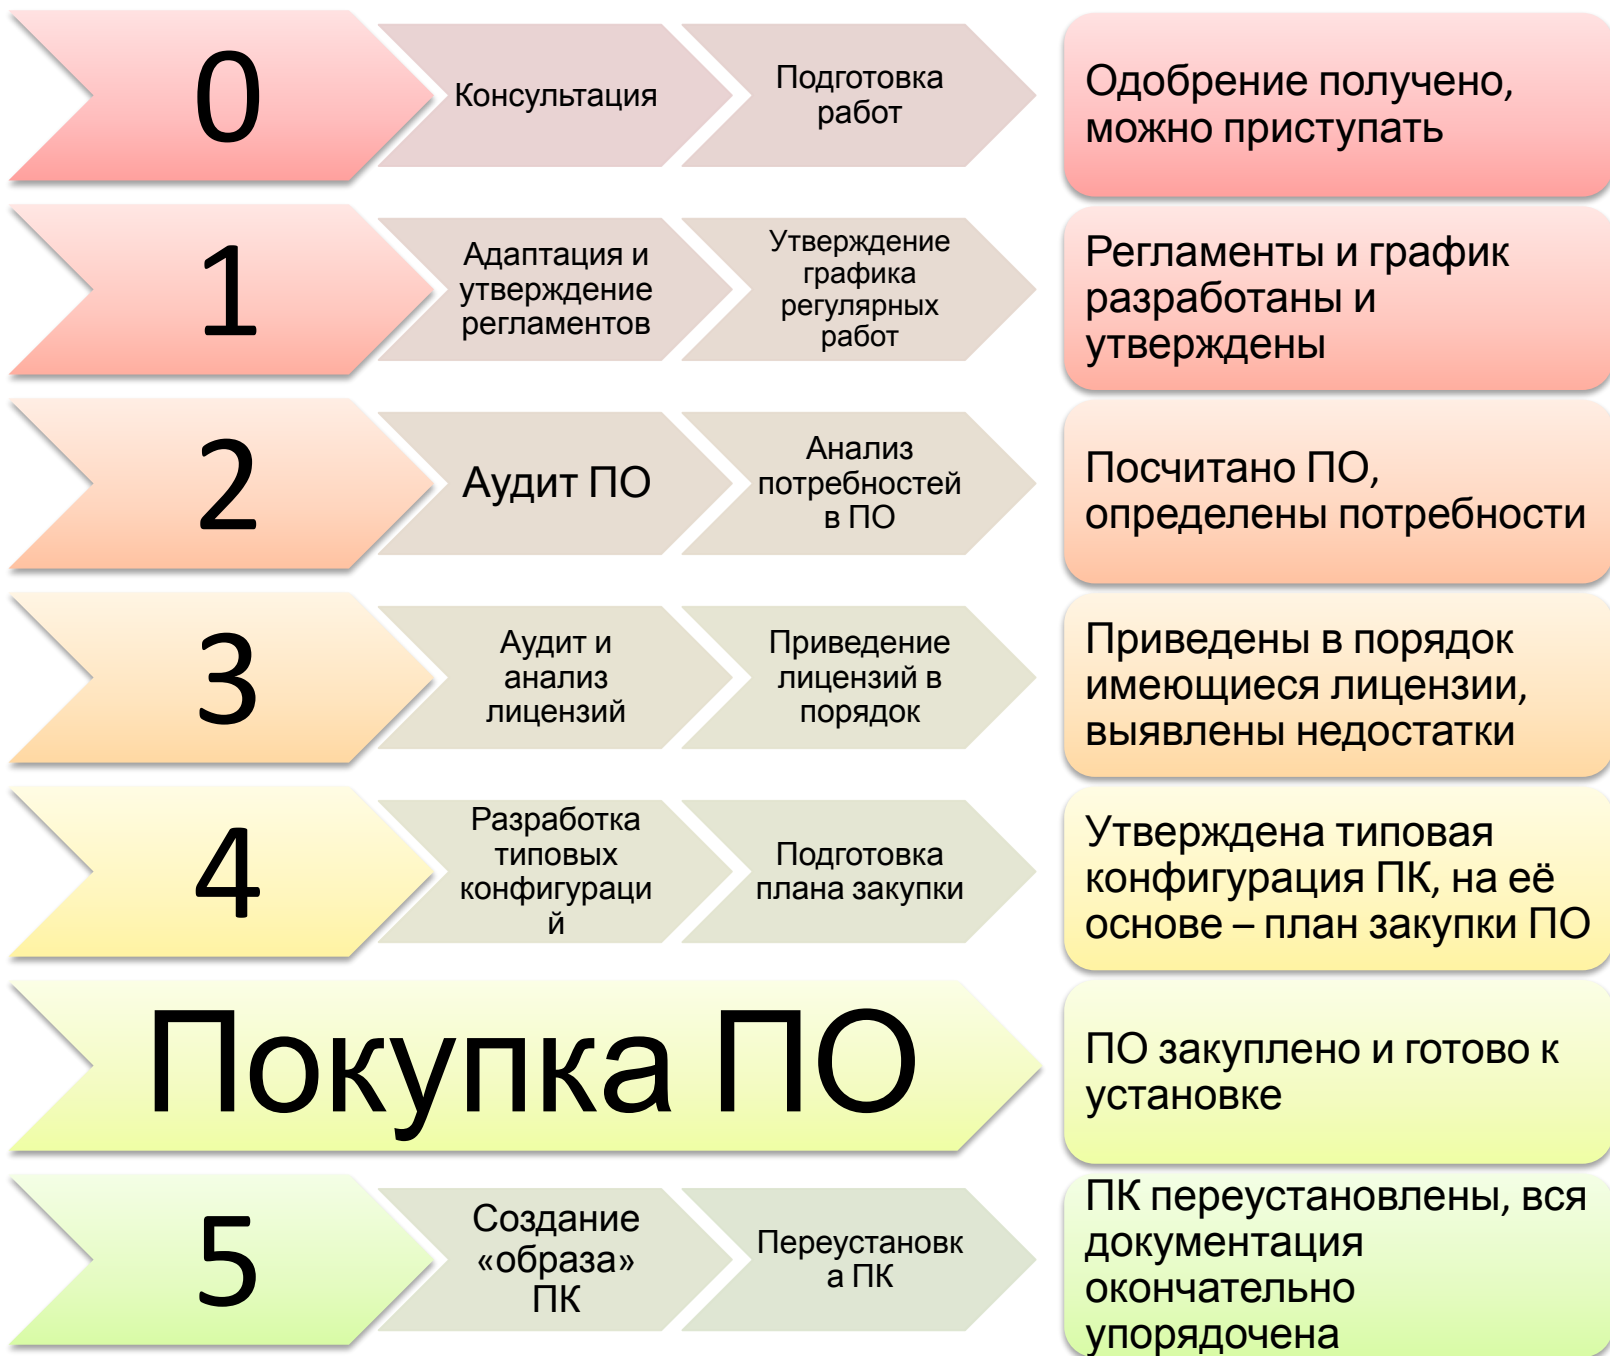 0
Консультация
Подготовка
работ
Одобрение получено,
можно приступать
1
Адаптация и
утверждение
регламентов
Утверждение
графика
регулярных
работ
Регламенты и график
разработаны и
утверждены
2
Аудит ПО
Анализ
потребностей
в ПО
Посчитано ПО,
определены потребности
3
Аудит и
анализ
лицензий
Приведение
лицензий в
порядок
Приведены в порядок
имеющиеся лицензии,
выявлены недостатки
4
Разработка
типовых
конфигураци
й
Подготовка
плана закупки
Утверждена типовая
конфигурация ПК, на её
основе – план закупки ПО
Покупка ПО
ПО закуплено и готово к
установке
5
Создание
«образа»
ПК
Переустановк
а ПК
ПК переустановлены, вся
документация
окончательно
упорядочена